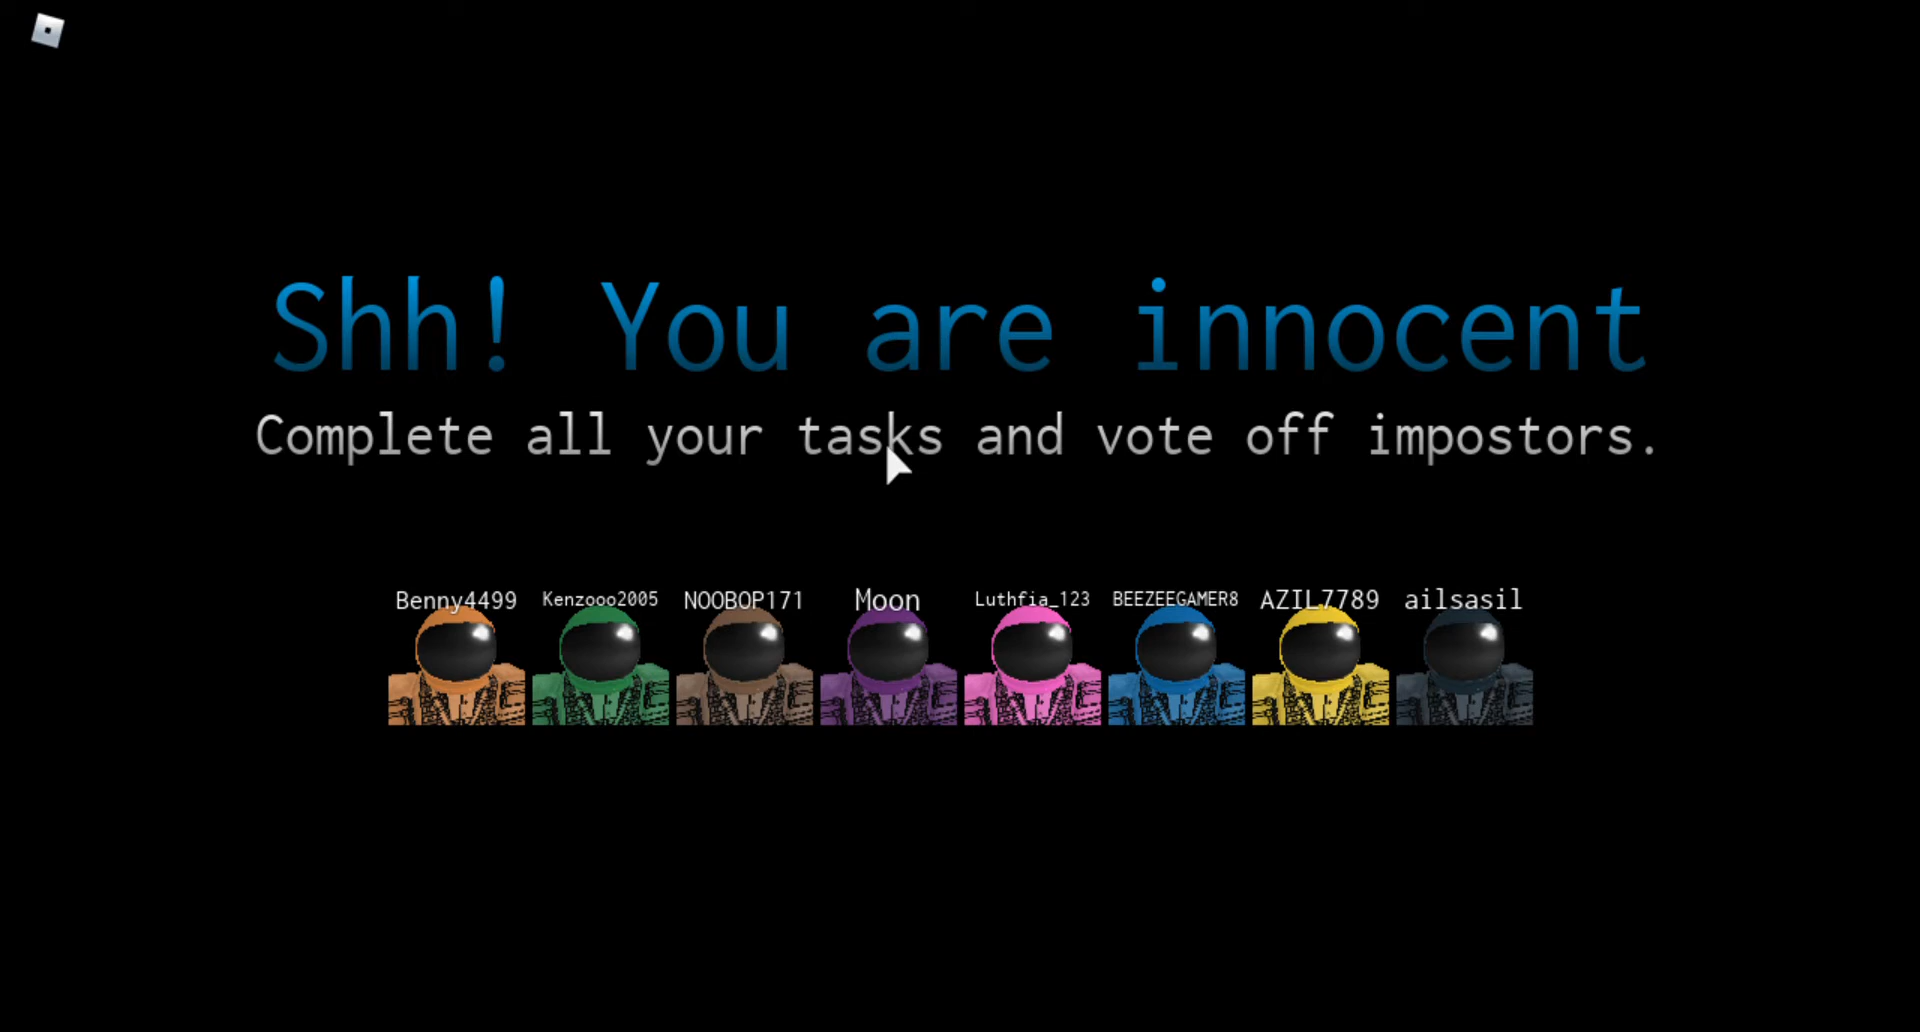 Shh! You are innocent
Complete all your tasks and vote off impostors.
Benny4499 Kenzooo2005 NOOBOP171 Moon Luthfia_123 BEEZEEGAMER8 AZIL7789 ailsasil